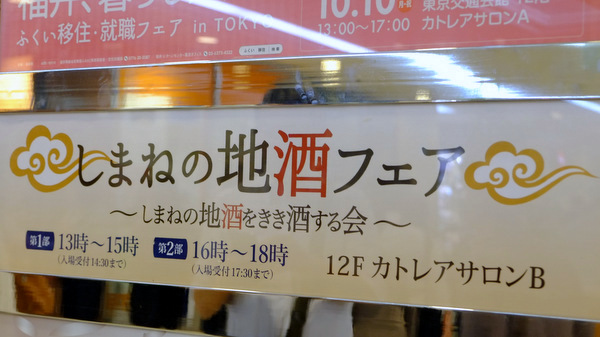 ふくい移住・就職フェア in TOKYO
10.10
13:00〜17:00
東京交通会館
カトレアサロンA
しまねの地酒フェア
〜しまねの地酒をきき酒する会〜
第1部 13時〜15時
(入場受付14:30まで)
第2部 16時〜18時
(入場受付17:30まで)
12F カトレアサロンB